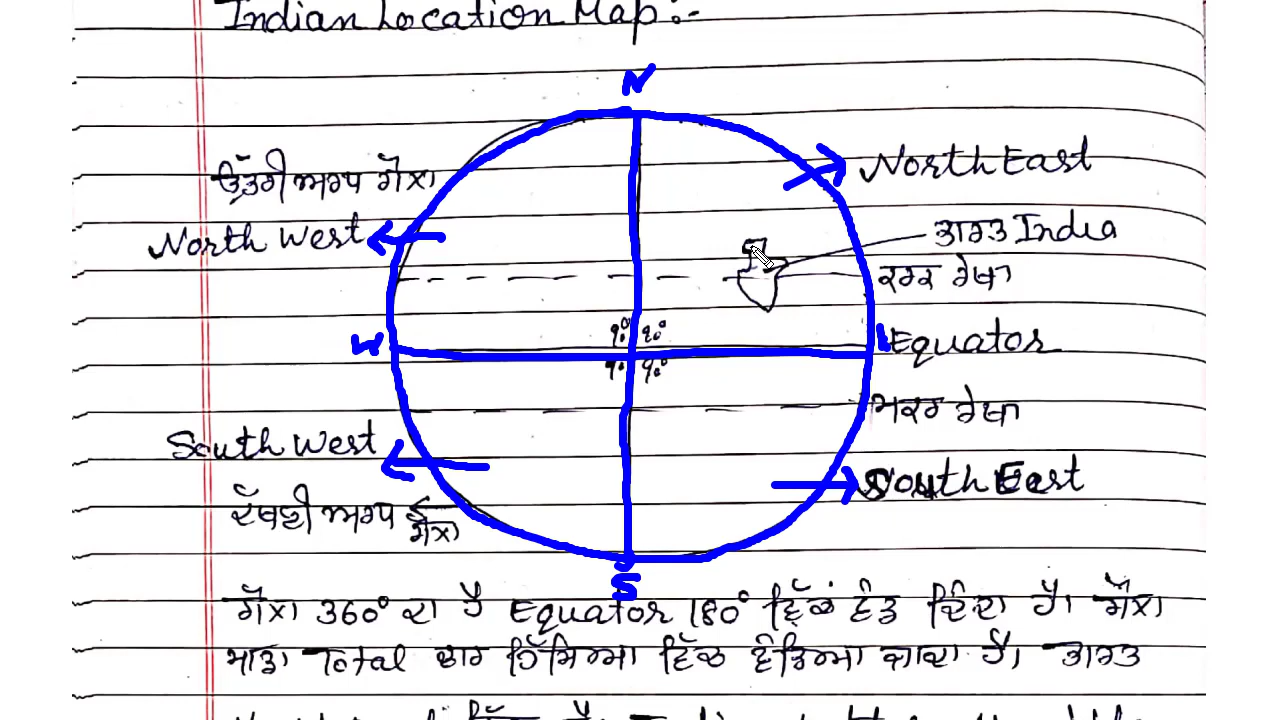 Indian Location Map :-
N
ਉੱਤਰੀ ਅਰਧ ਗੋਲਾ
North East
North West
ਭਾਰਤ India
ਕਰਕ ਰੇਖਾ
90° 90°
W
Equator
90° 90°
ਮਕਰ ਰੇਖਾ
South West
South East
ਦੱਖਣੀ ਅਰਧ ਗੋਲਾ
S
ਗੋਲਾ 360° ਦਾ ਹੈ Equator 180° ਵਿੱਚ ਵੰਡ ਦਿੰਦਾ ਹੈ। ਗੋਲਾ
ਸਾਡਾ Total ਚਾਰ ਹਿੱਸਿਆ ਵਿੱਚ ਵੰਡਿਆ ਜਾਂਦਾ ਹੈ। ਭਾਰਤ